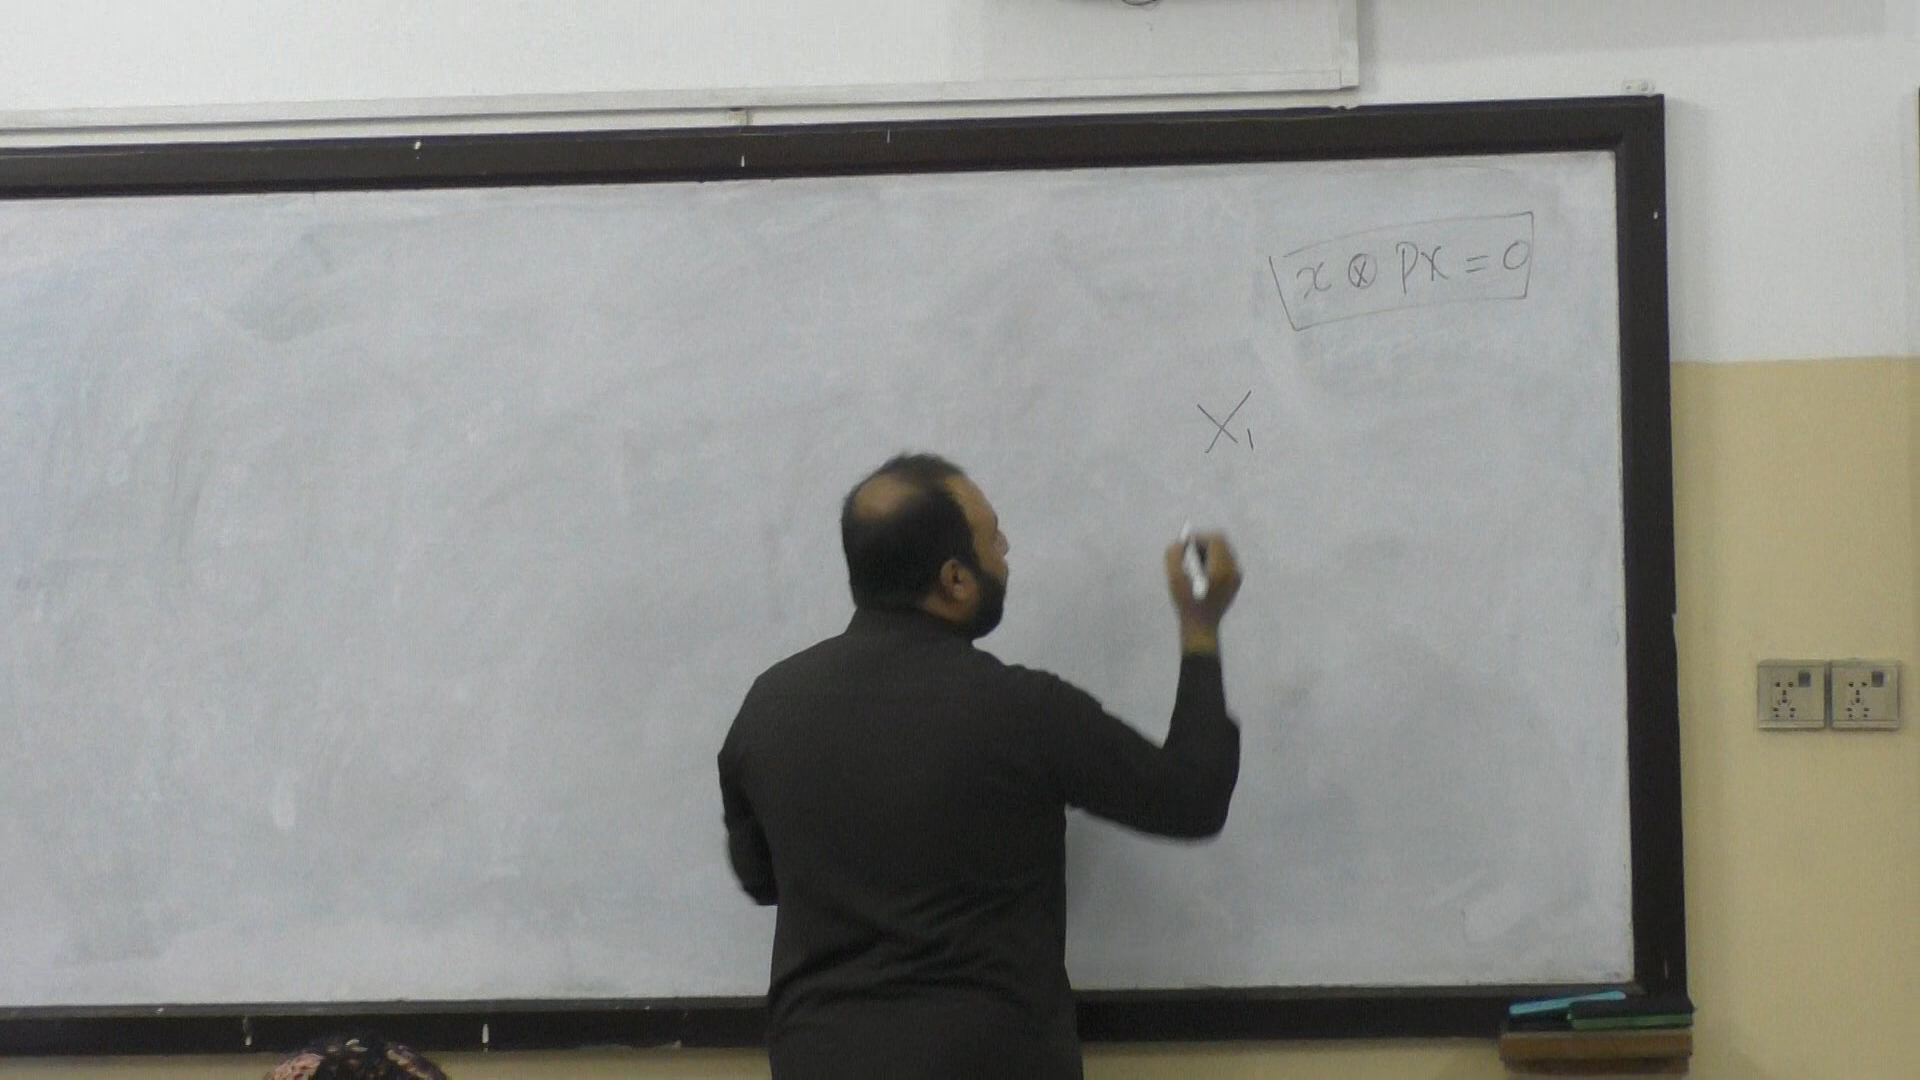 x ⊗ PX = 0
X₁